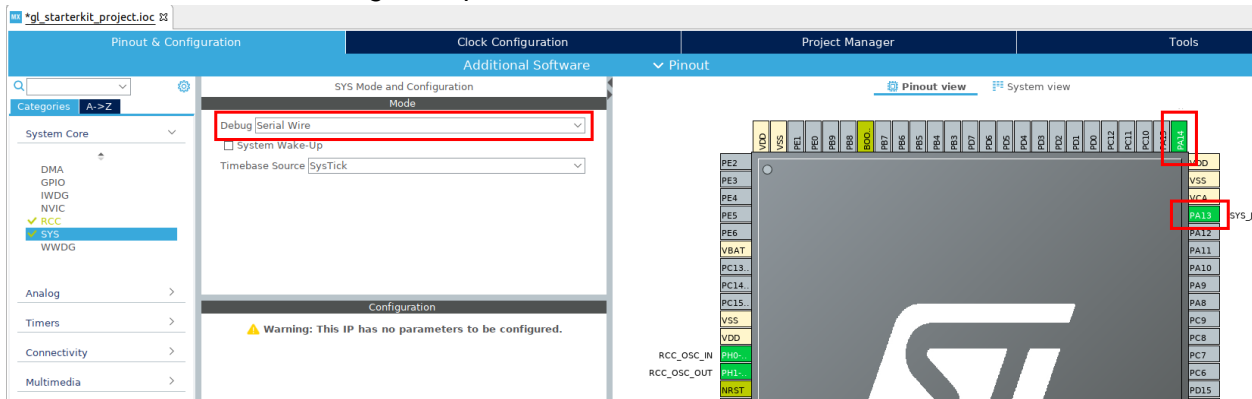 *gl_starterkit_project.ioc
Pinout & Configuration
Clock Configuration
Project Manager
Tools
Additional Software
Pinout
Categories
A->Z
System Core
DMA
GPIO
IWDG
NVIC
RCC
SYS
WWDG
Analog
Timers
Connectivity
Multimedia
SYS Mode and Configuration
Mode
Debug Serial Wire
System Wake-Up
Timebase Source SysTick
Configuration
Warning: This IP has no parameters to be configured.
Pinout view
System view
VDD
VSS
PE1
PE0
PB9
PB8
BOO..
PB7
PB6
PB5
PB4
PB3
PD7
PD6
PD5
PD4
PD3
PD2
PD1
PD0
PC12
PC11
PC10
PA14
PE2
PE3
PE4
PE5
PE6
VBAT
PC13..
PC14..
PC15..
VSS
VDD
RCC_OSC_IN PH0-..
RCC_OSC_OUT PH1-..
NRST
VDD
VSS
VCA
PA13
PA12
PA11
PA10
PA9
PA8
PC9
PC8
PC7
PC6
PD15